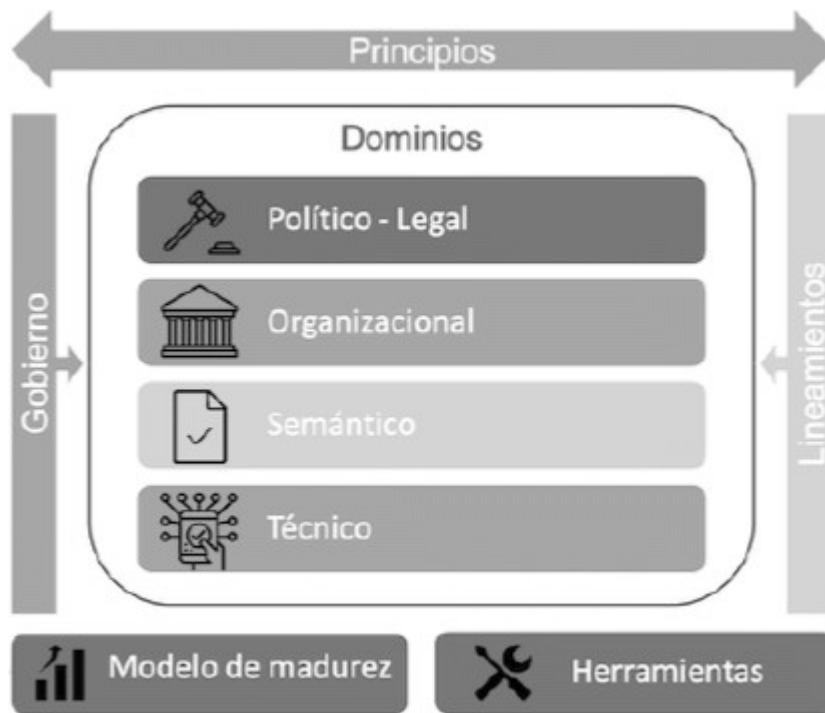 Principios
Dominios
Político - Legal
Organizacional
Semántico
Técnico
Gobierno
Lineamientos
Modelo de madurez
Herramientas